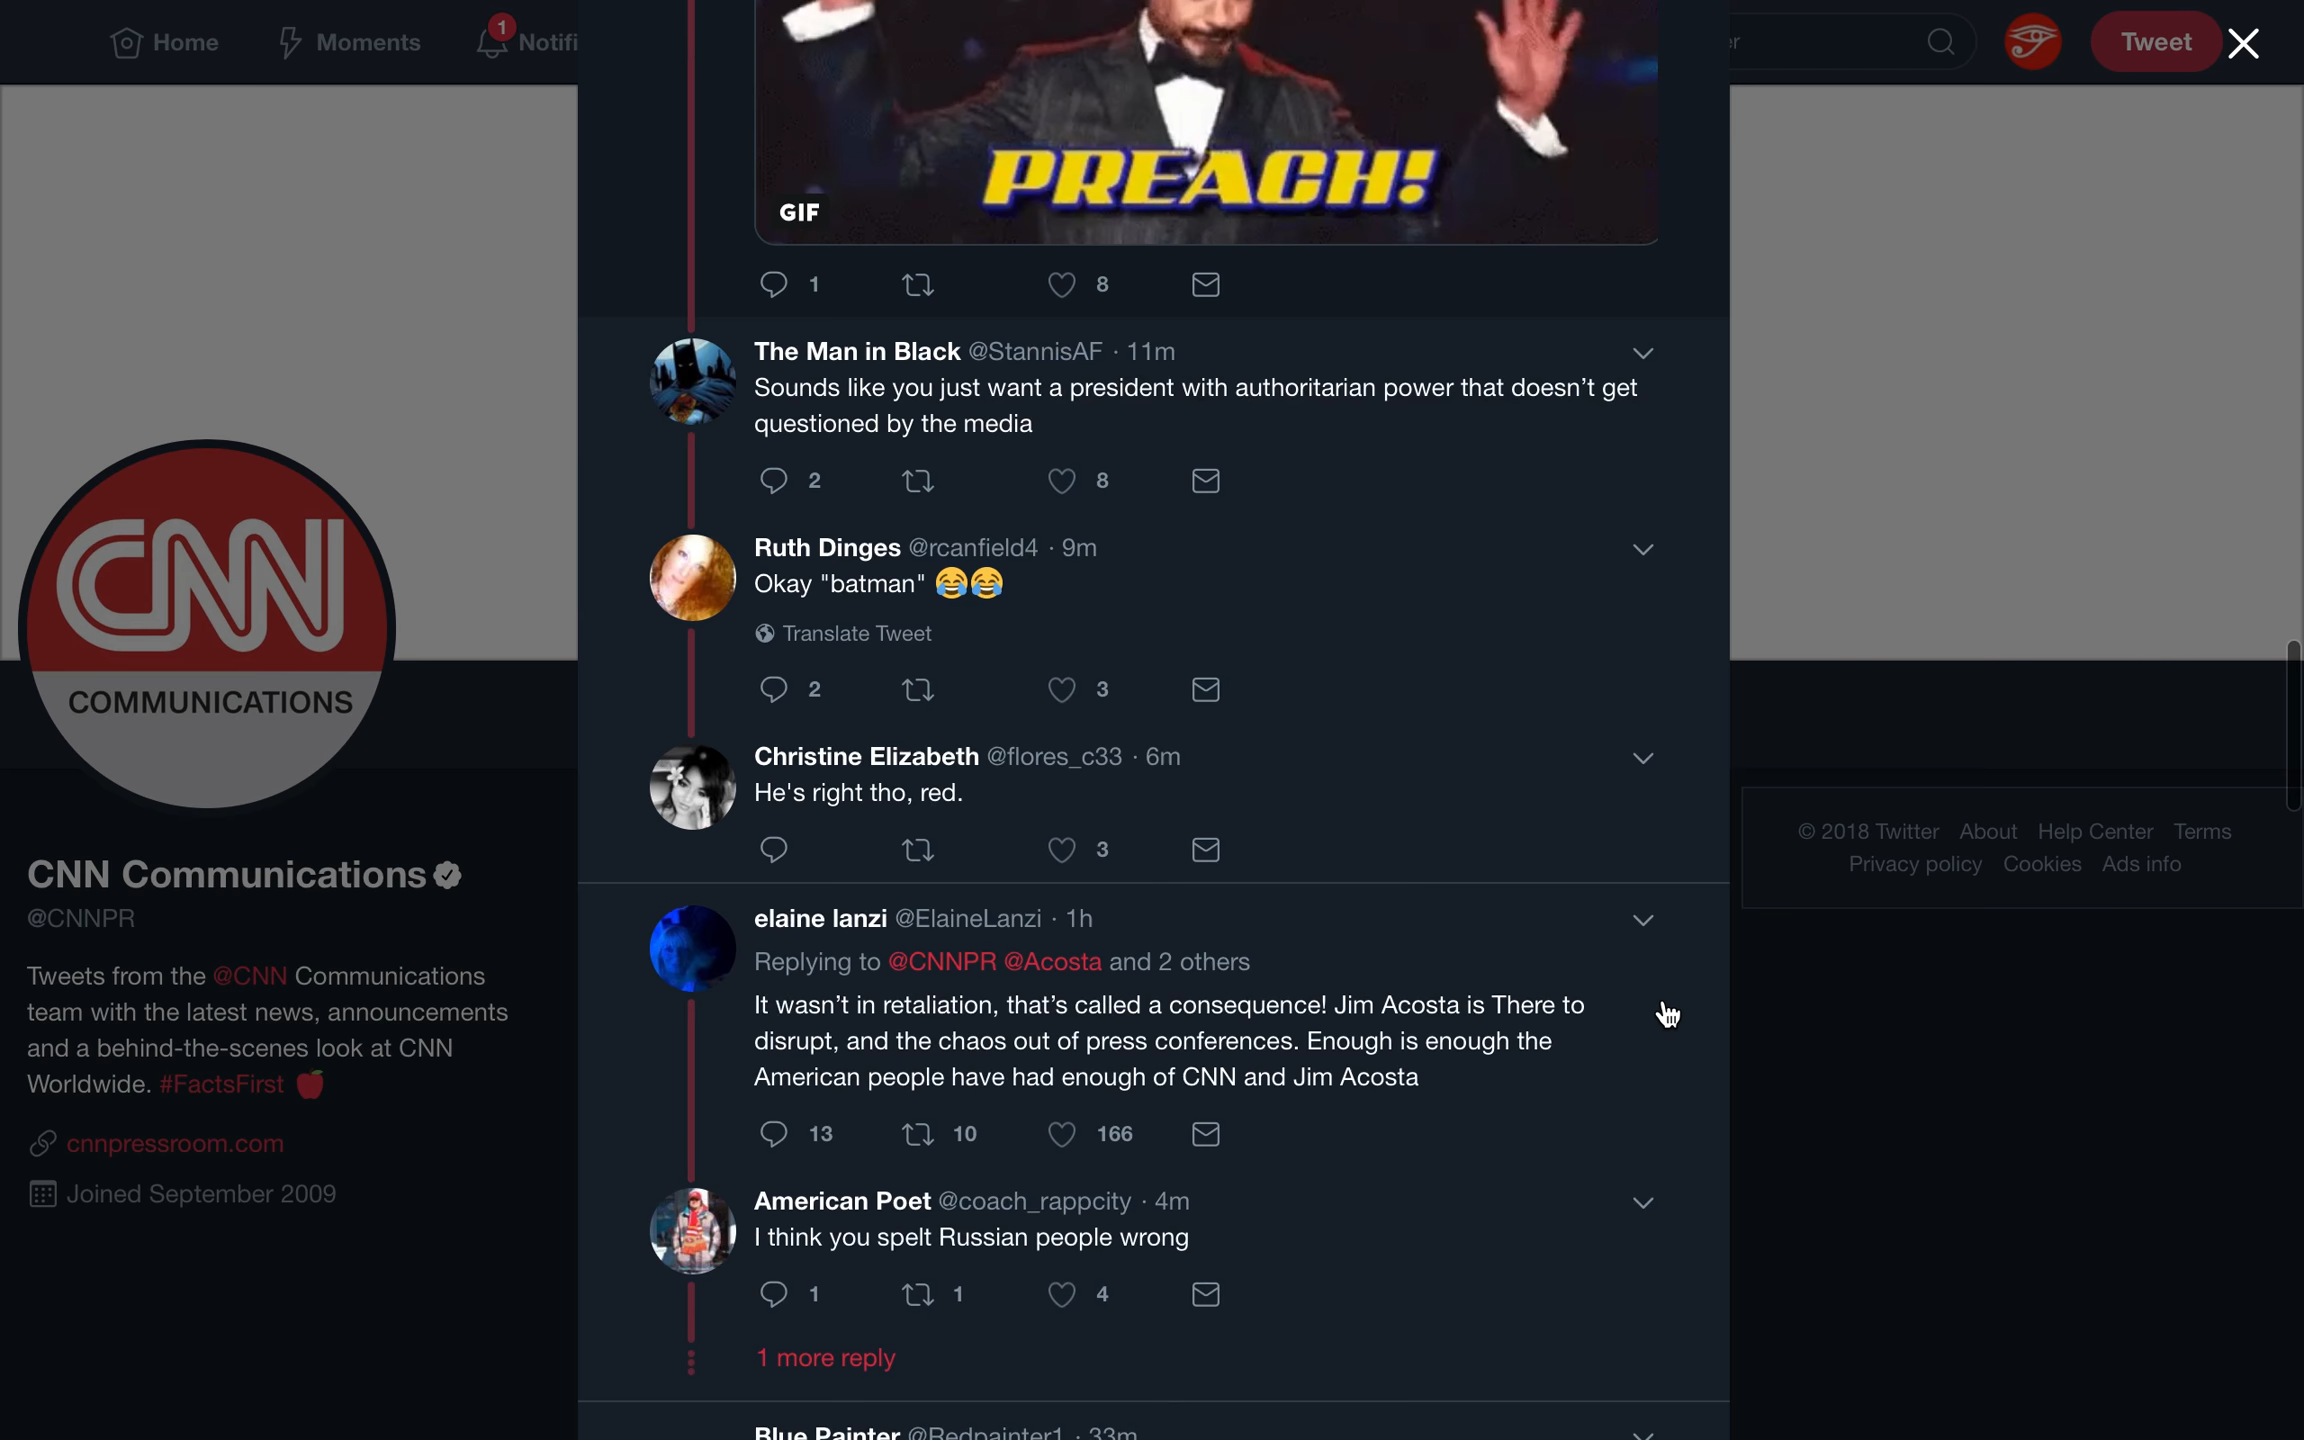 Home
Moments
1
Notifi
Tweet
PREACH!
GIF
1
8
The Man in Black @StannisAF · 11m
Sounds like you just want a president with authoritarian power that doesn’t get
questioned by the media
2
8
Ruth Dinges @rcanfield4 · 9m
Okay "batman" 😂😂
Translate Tweet
2
3
Christine Elizabeth @flores_c33 · 6m
He's right tho, red.
3
elaine lanzi @ElaineLanzi · 1h
Replying to @CNNPR @Acosta and 2 others
It wasn’t in retaliation, that’s called a consequence! Jim Acosta is There to
disrupt, and the chaos out of press conferences. Enough is enough the
American people have had enough of CNN and Jim Acosta
13
10
166
American Poet @coach_rappcity · 4m
I think you spelt Russian people wrong
1
1
4
1 more reply
Blue Painter @Redpainter1 · 33m
CNN
COMMUNICATIONS
CNN Communications
@CNNPR
Tweets from the @CNN Communications
team with the latest news, announcements
and a behind-the-scenes look at CNN
Worldwide. #FactsFirst 🍎
cnnpressroom.com
Joined September 2009
© 2018 Twitter About Help Center Terms
Privacy policy Cookies Ads info